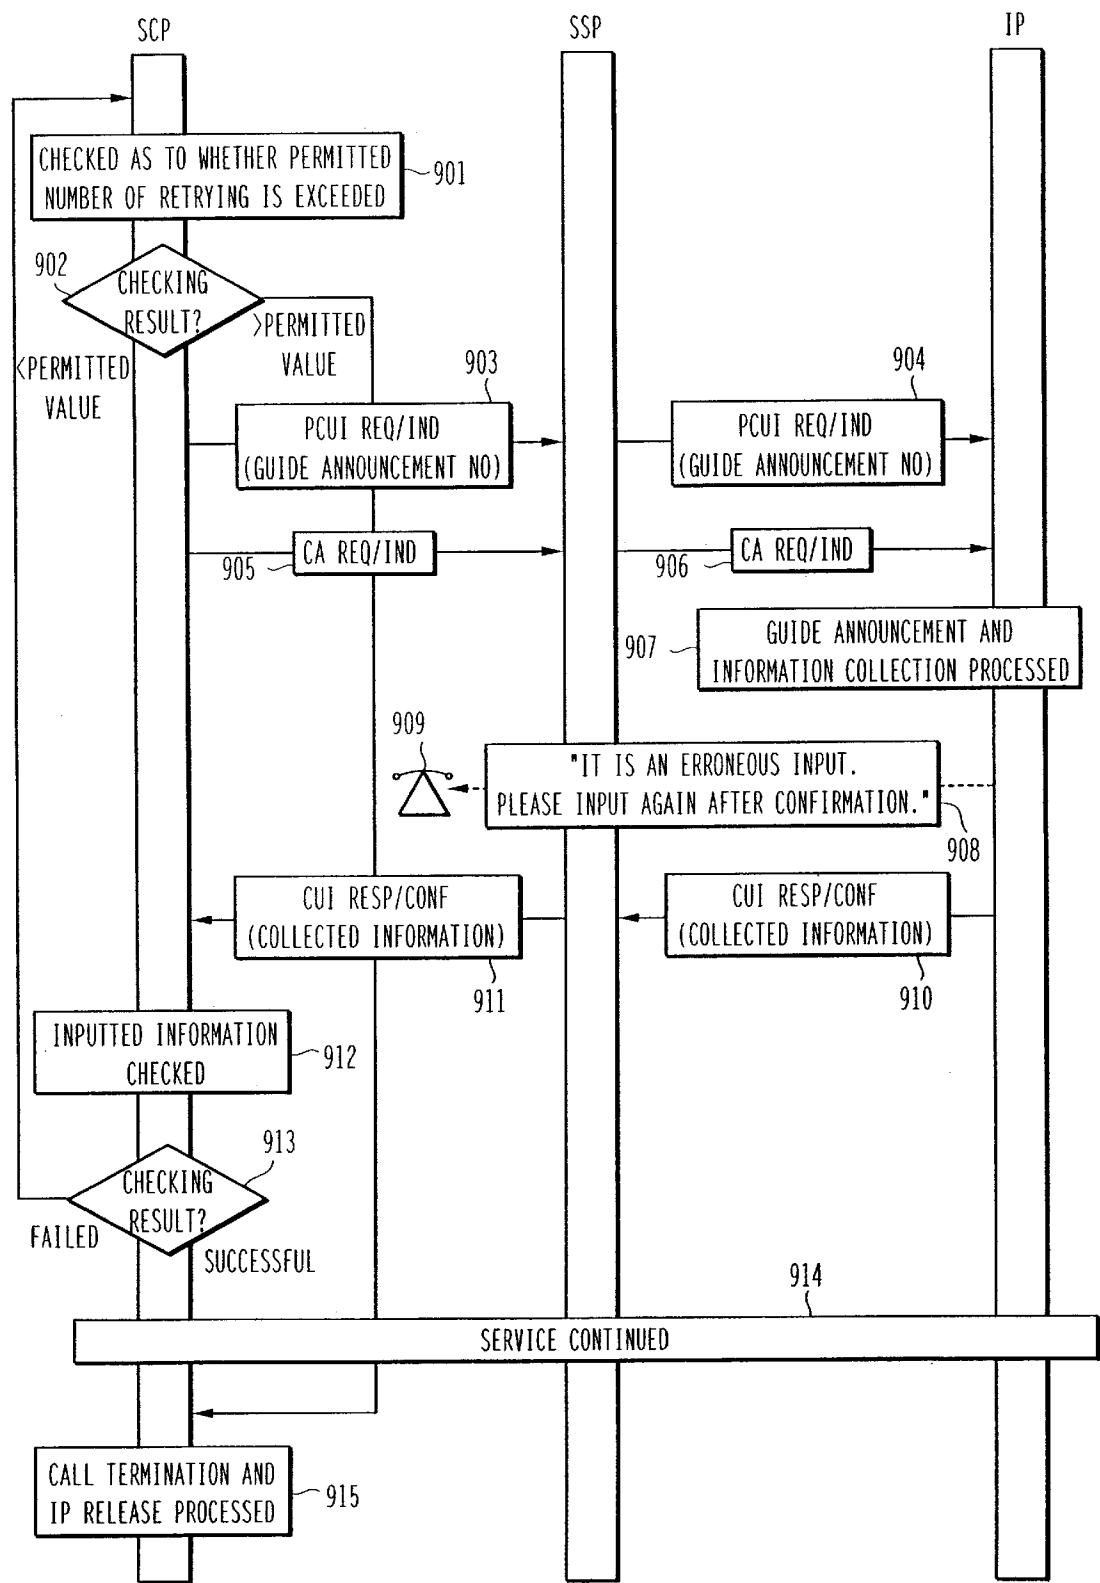 SCP
SSP
IP
CHECKED AS TO WHETHER PERMITTED
NUMBER OF RETRYING IS EXCEEDED
901
902
CHECKING
RESULT?
>PERMITTED
VALUE
<PERMITTED
VALUE
903
PCUI REQ/IND
(GUIDE ANNOUNCEMENT NO)
904
PCUI REQ/IND
(GUIDE ANNOUNCEMENT NO)
905
CA REQ/IND
906
CA REQ/IND
907
GUIDE ANNOUNCEMENT AND
INFORMATION COLLECTION PROCESSED
909
"IT IS AN ERRONEOUS INPUT.
PLEASE INPUT AGAIN AFTER CONFIRMATION."
908
CUI RESP/CONF
(COLLECTED INFORMATION)
911
CUI RESP/CONF
(COLLECTED INFORMATION)
910
INPUTTED INFORMATION
CHECKED
912
913
CHECKING
RESULT?
FAILED
SUCCESSFUL
914
SERVICE CONTINUED
CALL TERMINATION AND
IP RELEASE PROCESSED
915